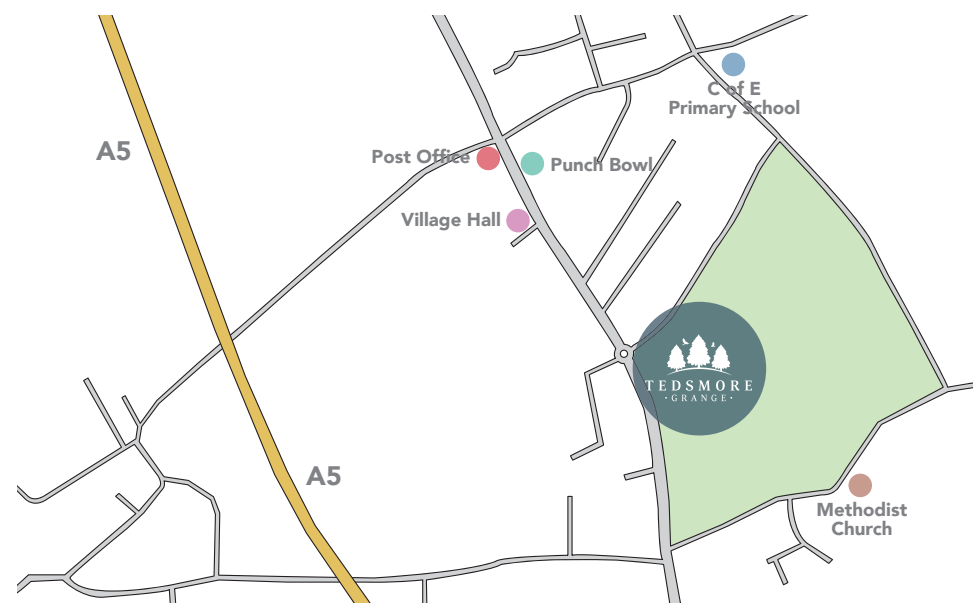 C of E
Primary School
A5
Post Office
Punch Bowl
Village Hall
TEDSMORE
·GRANGE·
A5
Methodist
Church